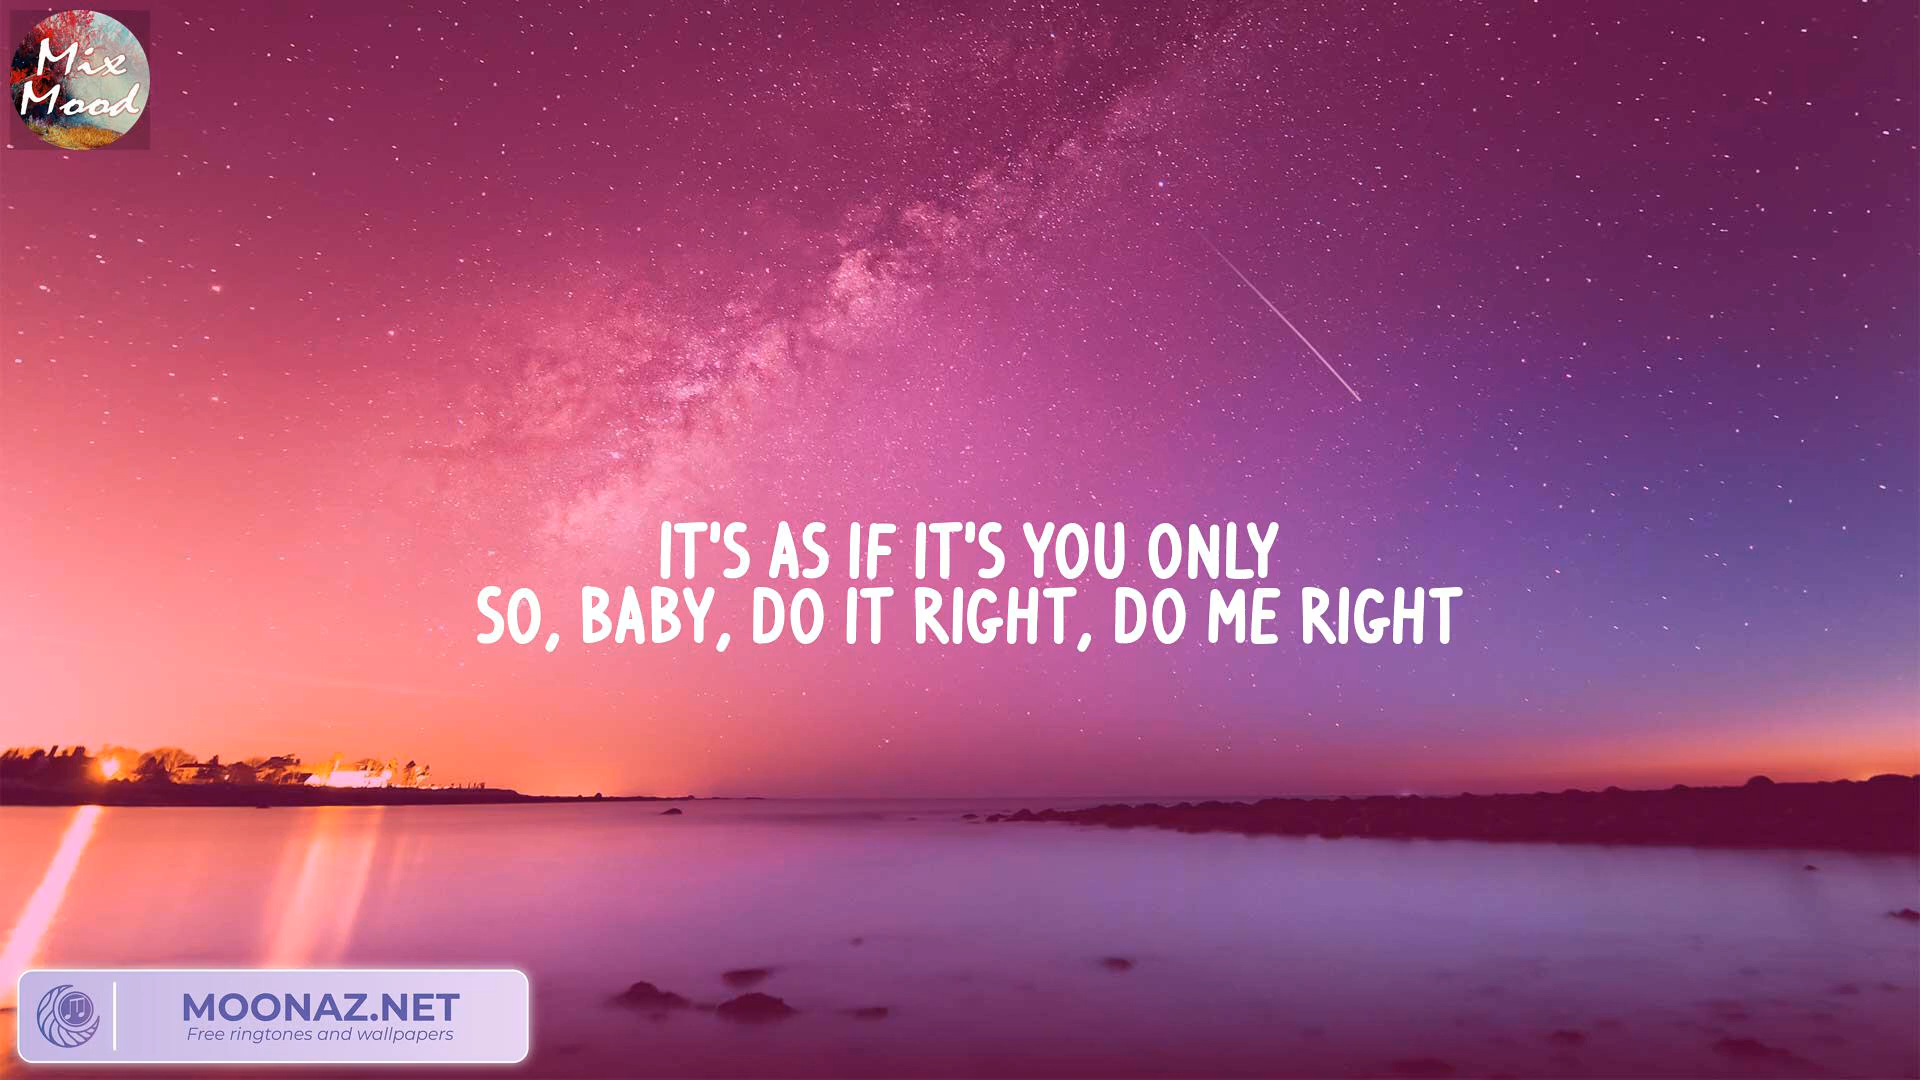 Mix
Mood
IT'S AS IF IT'S YOU ONLY
SO, BABY, DO IT RIGHT, DO ME RIGHT
MOONAZ.NET
Free ringtones and wallpapers